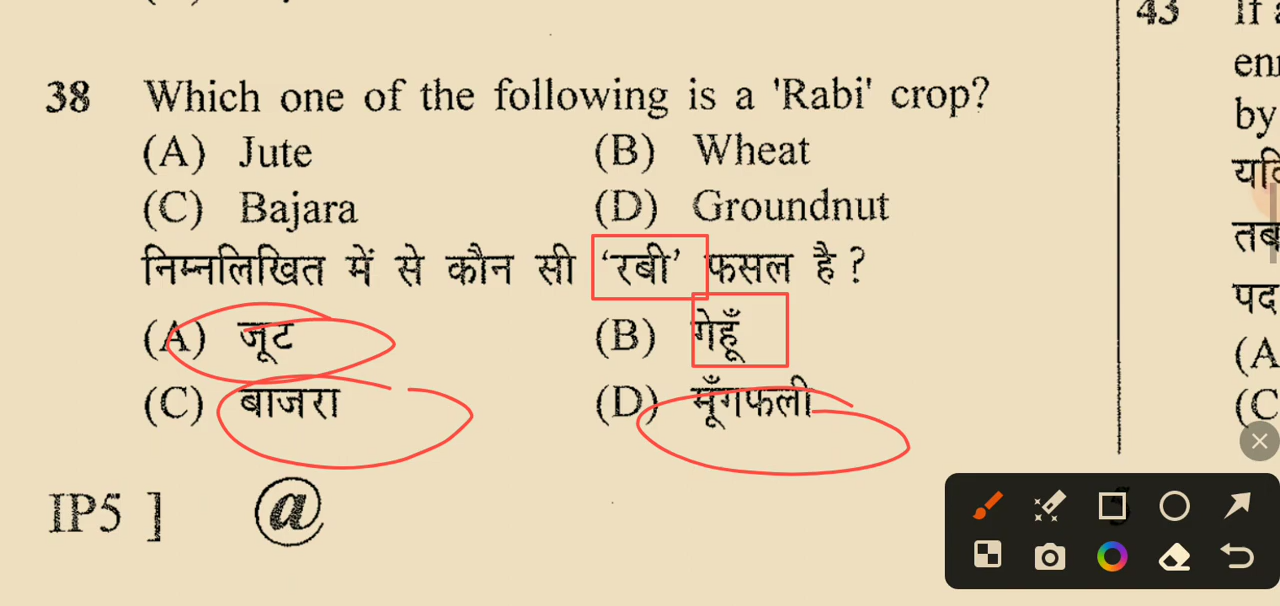 38 Which one of the following is a 'Rabi' crop?
(A) Jute (B) Wheat
(C) Bajara (D) Groundnut
निम्नलिखित में से कौन सी ‘रबी’ फसल है ?
(A) जूट (B) गेहूँ
(C) बाजरा (D) मूँगफली
IP5 ] @
43 If
by
यदि
तब
पद
(A
(C